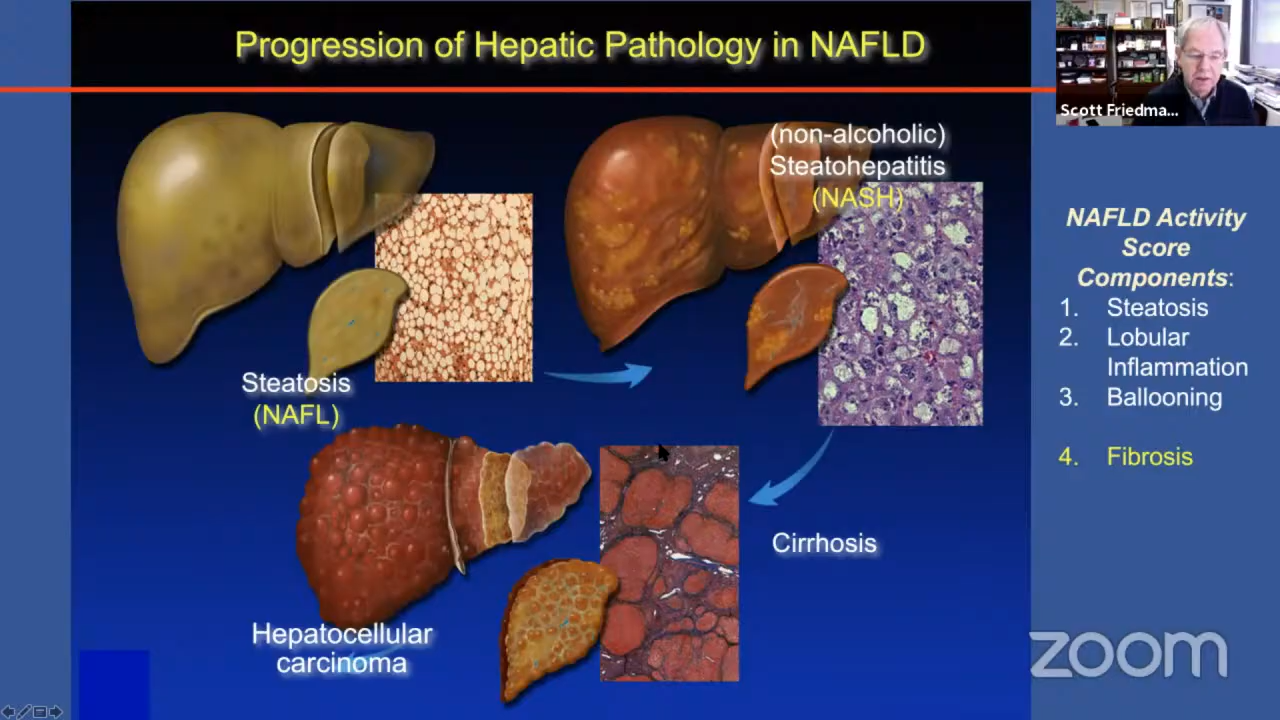 Progression of Hepatic Pathology in NAFLD
Scott Friedma...
(non-alcoholic)
Steatohepatitis
(NASH)
NAFLD Activity
Score
Components:
1. Steatosis
2. Lobular
Inflammation
3. Ballooning
4. Fibrosis
Steatosis
(NAFL)
Cirrhosis
Hepatocellular
carcinoma
zoom